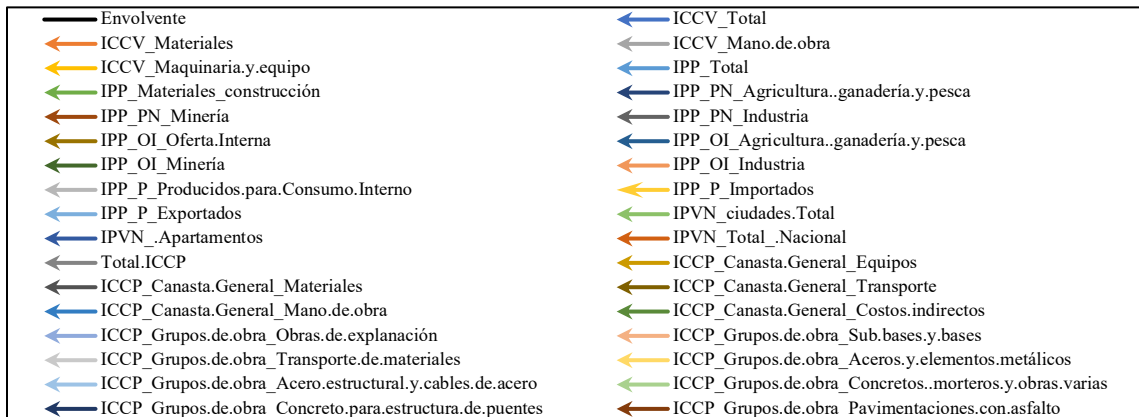 Envolvente ICCV_Total
ICCV_Materiales ICCV_Mano.de.obra
ICCV_Maquinaria.y.equipo IPP_Total
IPP_Materiales_construcción IPP_PN_Agricultura..ganadería.y.pesca
IPP_PN_Minería IPP_PN_Industria
IPP_OI_Oferta.Interna IPP_OI_Agricultura..ganadería.y.pesca
IPP_OI_Minería IPP_OI_Industria
IPP_P_Producidos.para.Consumo.Interno IPP_P_Importados
IPP_P_Exportados IPVN_ciudades.Total
IPVN_.Apartamentos IPVN_Total_.Nacional
Total.ICCP ICCP_Canasta.General_Equipos
ICCP_Canasta.General_Materiales ICCP_Canasta.General_Transporte
ICCP_Canasta.General_Mano.de.obra ICCP_Canasta.General_Costos.indirectos
ICCP_Grupos.de.obra_Obras.de.explanación ICCP_Grupos.de.obra_Sub.bases.y.bases
ICCP_Grupos.de.obra_Transporte.de.materiales ICCP_Grupos.de.obra_Aceros.y.elementos.metálicos
ICCP_Grupos.de.obra_Acero.estructural.y.cables.de.acero ICCP_Grupos.de.obra_Concretos..morteros.y.obras.varias
ICCP_Grupos.de.obra_Concreto.para.estructura.de.puentes ICCP_Grupos.de.obra_Pavimentaciones.con.asfalto